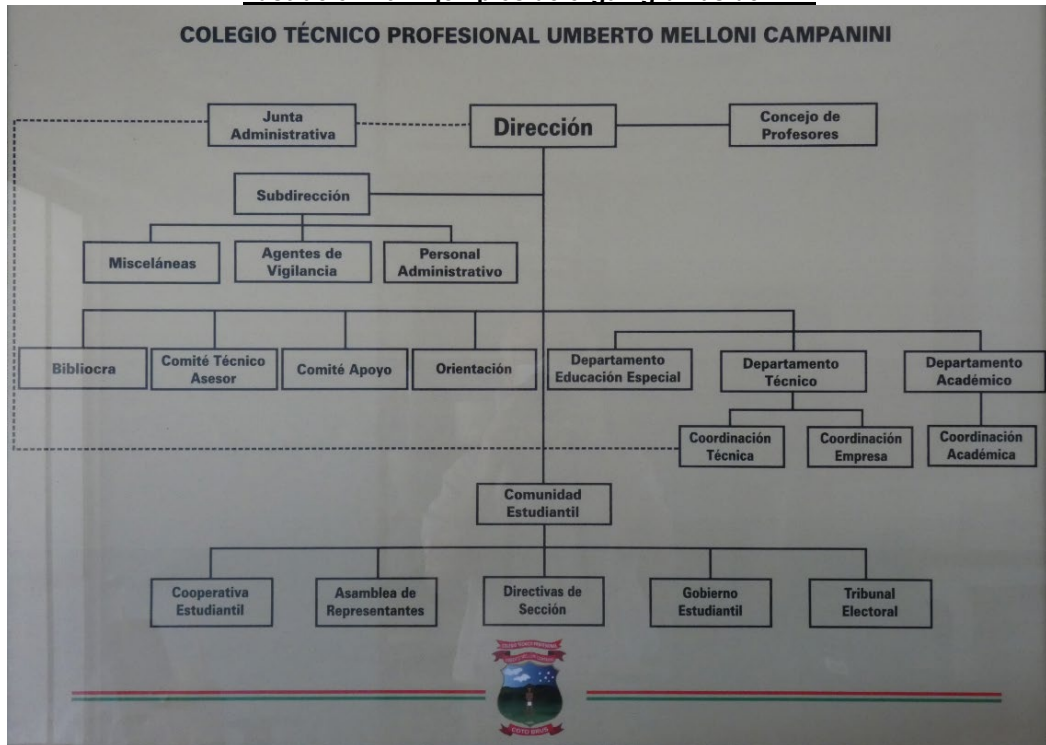 COLEGIO TÉCNICO PROFESIONAL UMBERTO MELLONI CAMPANINI
Junta
Administrativa
Dirección
Concejo de
Profesores
Subdirección
Misceláneas
Agentes de
Vigilancia
Personal
Administrativo
Bibliocra
Comité Técnico
Asesor
Comité Apoyo
Orientación
Departamento
Educación Especial
Departamento
Técnico
Departamento
Académico
Coordinación
Técnica
Coordinación
Empresa
Coordinación
Académica
Comunidad
Estudiantil
Cooperativa
Estudiantil
Asamblea de
Representantes
Directivas de
Sección
Gobierno
Estudiantil
Tribunal
Electoral
COTO BRUS